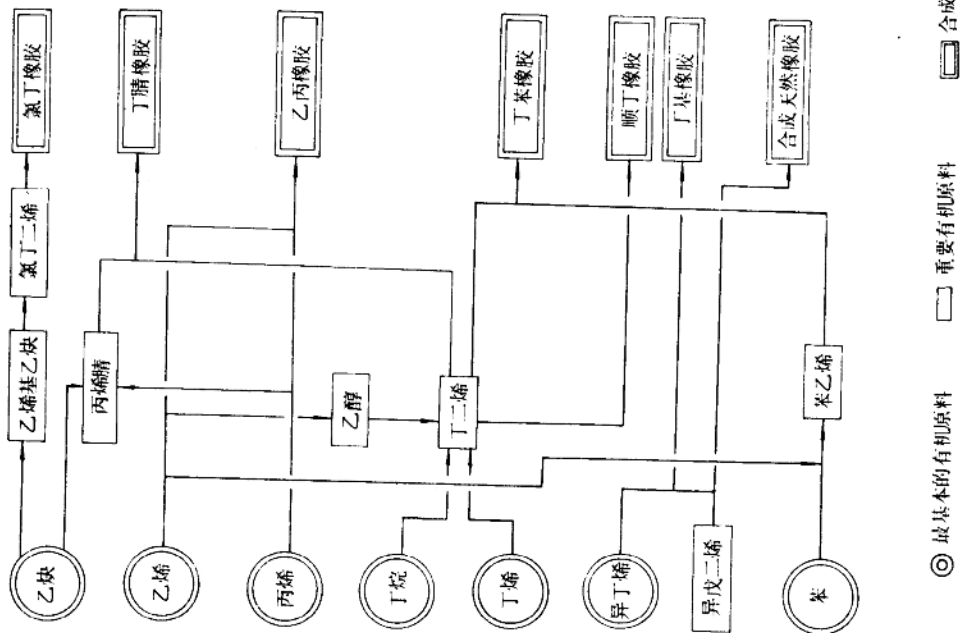 乙炔
乙烯基乙炔
氯丁二烯
氯丁橡胶
丙烯腈
丁腈橡胶
乙烯
丙烯
乙丙橡胶
乙醇
丁烷
丁二烯
丁烯
丁苯橡胶
异丁烯
顺丁橡胶
丁基橡胶
异戊二烯
合成天然橡胶
苯
苯乙烯
最基本的有机原料
重要有机原料
合成